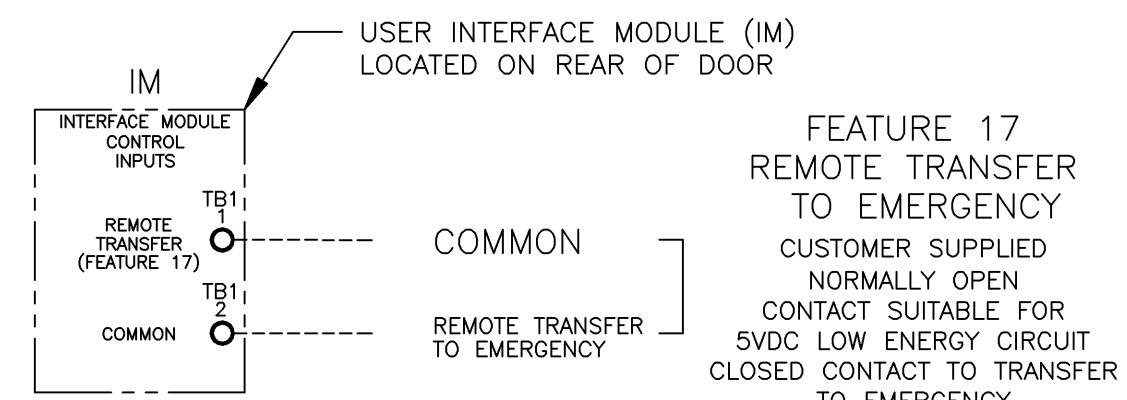 USER INTERFACE MODULE (IM)
LOCATED ON REAR OF DOOR
IM
INTERFACE MODULE
CONTROL
INPUTS
TB1
1
REMOTE
TRANSFER
(FEATURE 17)
TB1
2
COMMON
COMMON
REMOTE TRANSFER
TO EMERGENCY
FEATURE 17
REMOTE TRANSFER
TO EMERGENCY
CUSTOMER SUPPLIED
NORMALLY OPEN
CONTACT SUITABLE FOR
5VDC LOW ENERGY CIRCUIT
CLOSED CONTACT TO TRANSFER
TO EMERGENCY